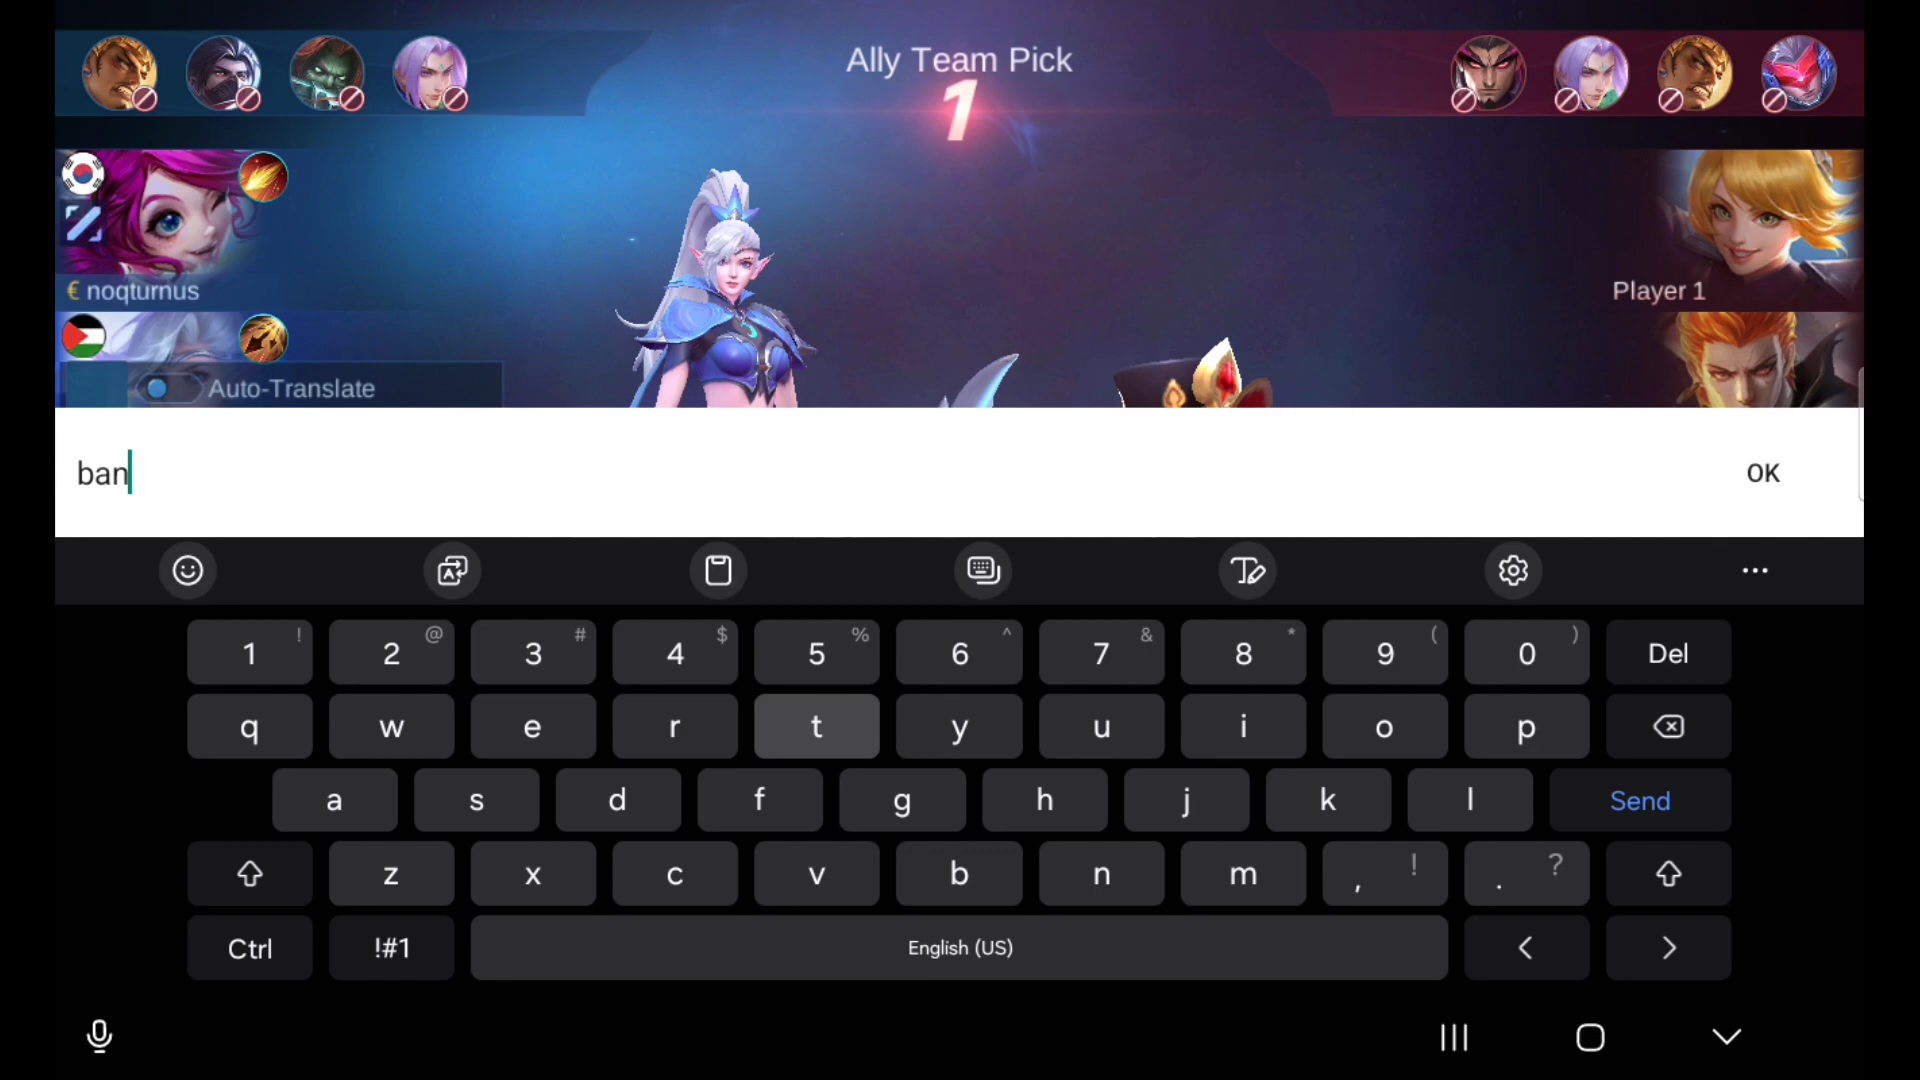 Ally Team Pick
1
€ noqturnus
Player 1
Auto-Translate
ban
OK
1 ! 2 @ 3 # 4 $ 5 % 6 ^ 7 & 8 * 9 ( 0 ) Del
q w e r t y u i o p
a s d f g h j k l Send
z x c v b n m , ! . ?
Ctrl !#1 English (US) < >